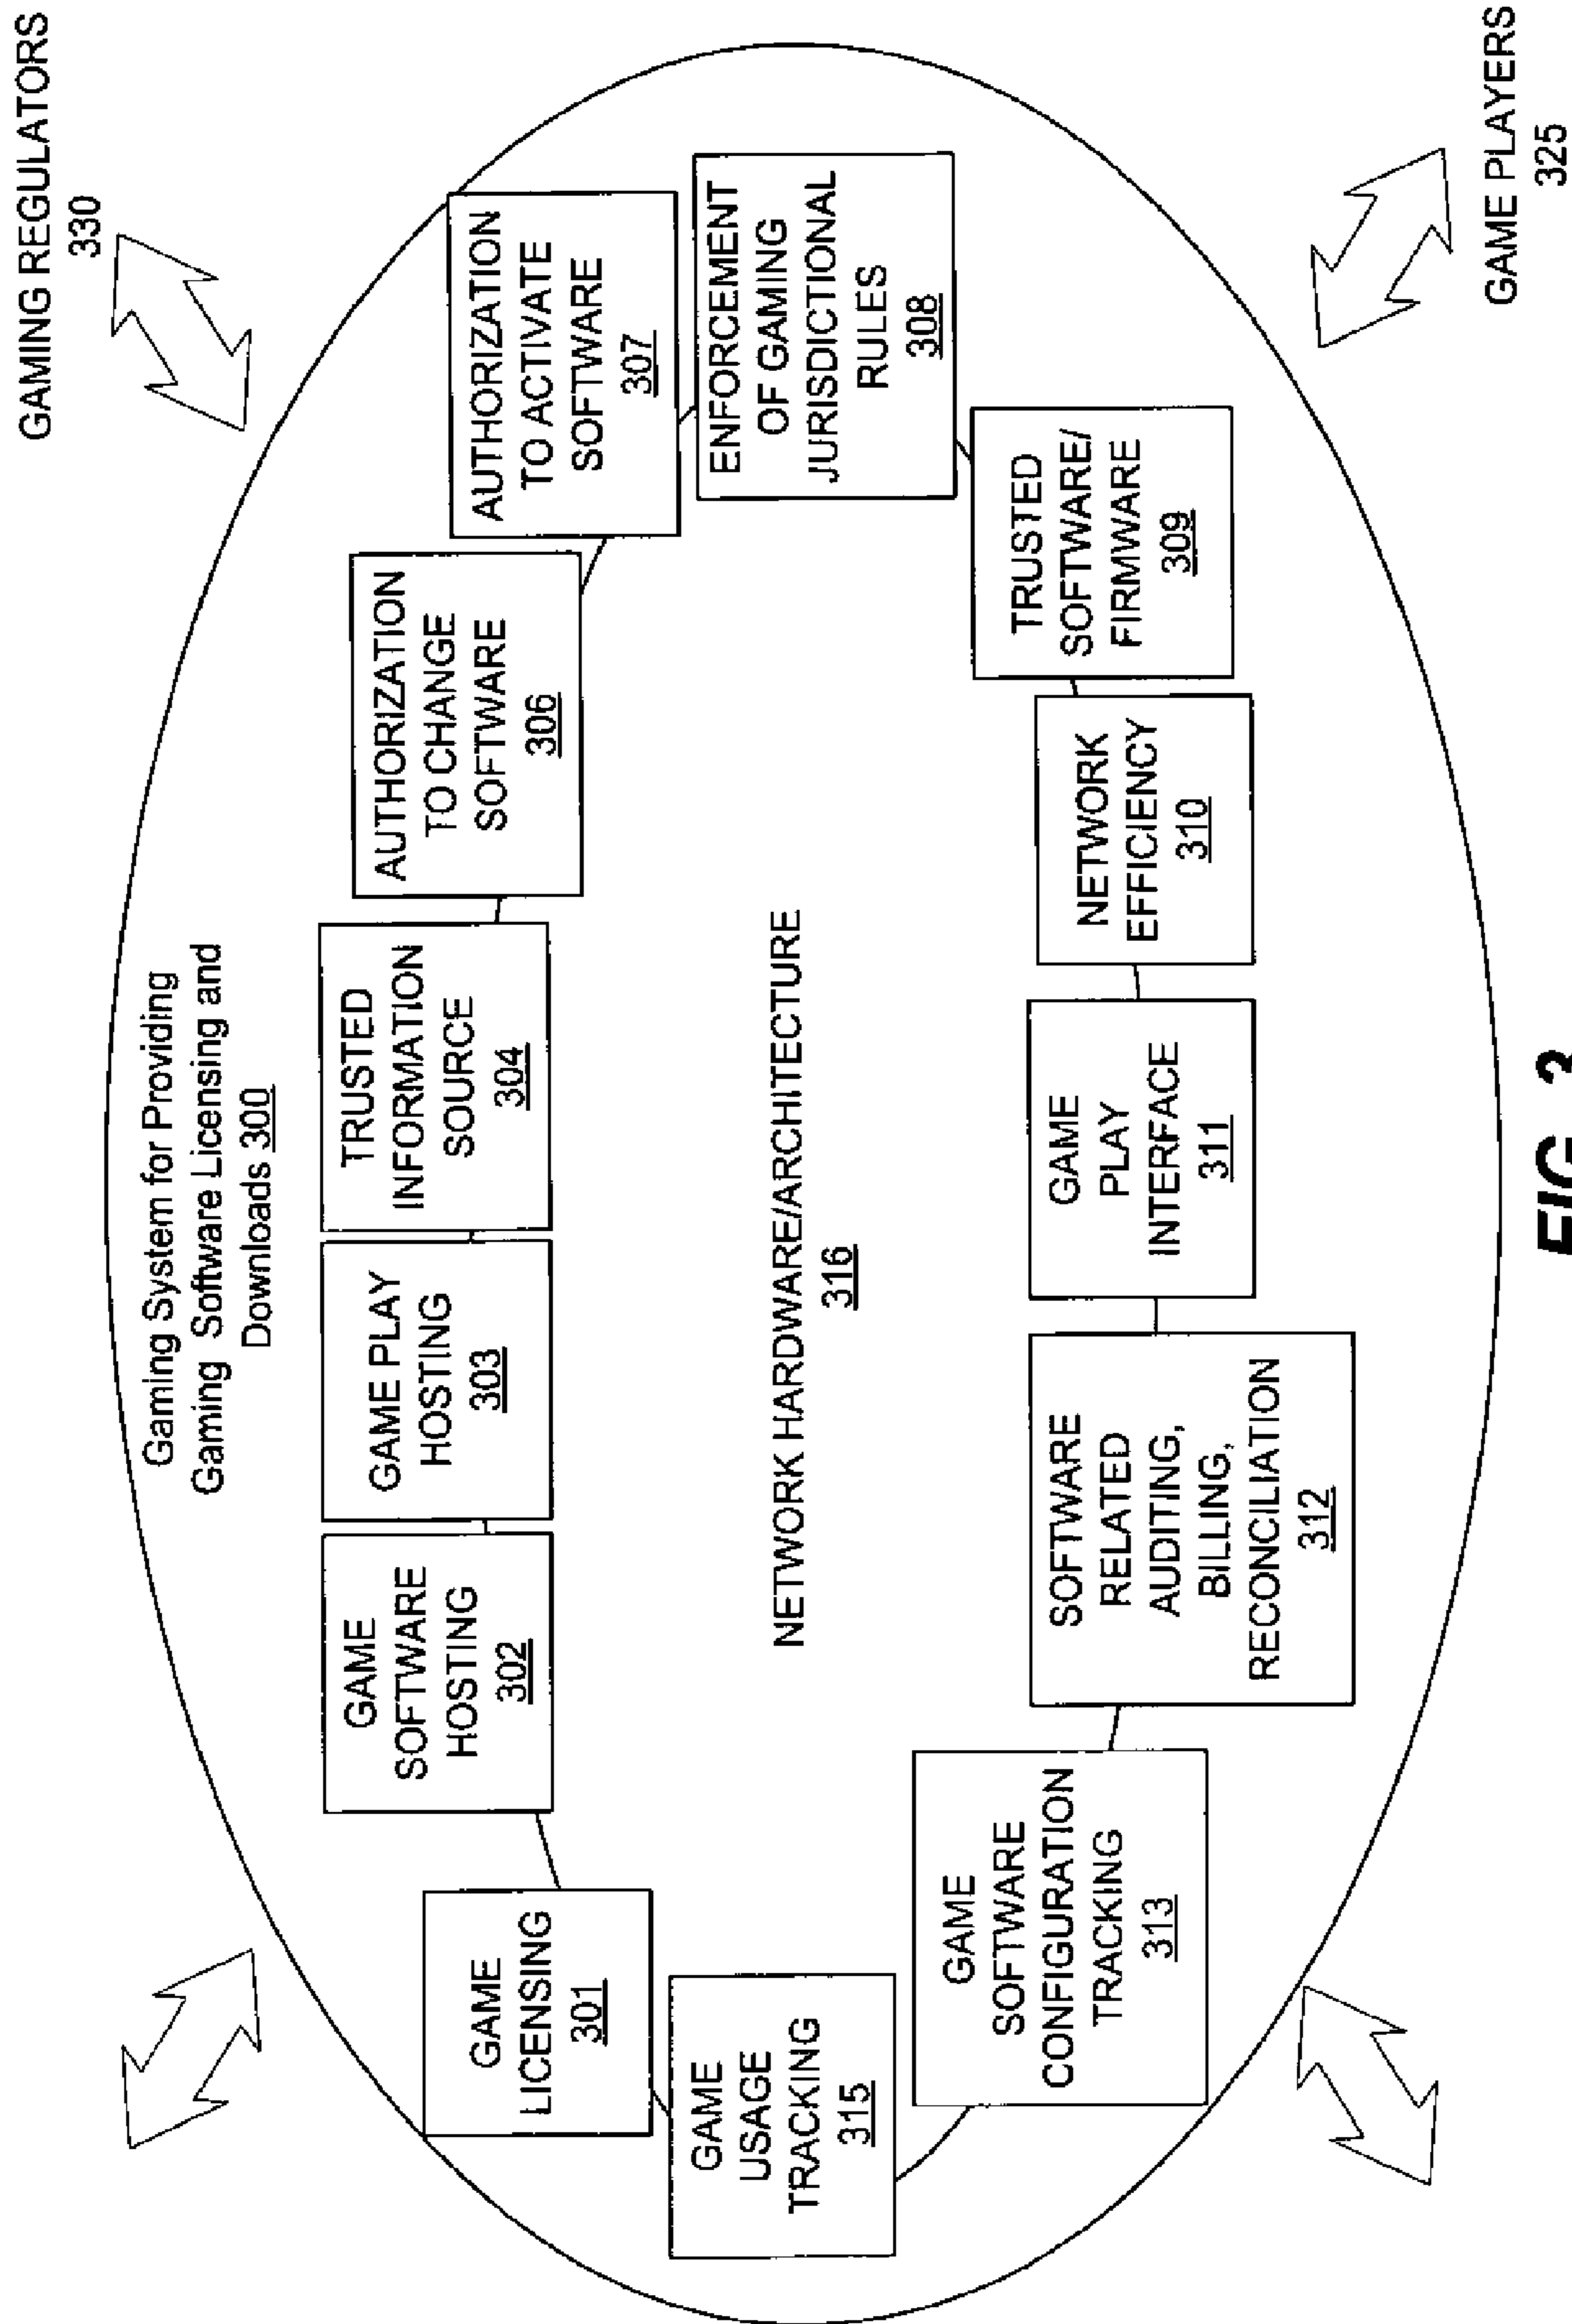 GAMING REGULATORS
330
Gaming System for Providing
Gaming Software Licensing and
Downloads 300
GAME
LICENSING
301
GAME
SOFTWARE
HOSTING
302
GAME PLAY
HOSTING
303
TRUSTED
INFORMATION
SOURCE
304
AUTHORIZATION
TO CHANGE
SOFTWARE
306
AUTHORIZATION
TO ACTIVATE
SOFTWARE
307
ENFORCEMENT
OF GAMING
JURISDICTIONAL
RULES
308
NETWORK HARDWARE/ARCHITECTURE
316
GAME
USAGE
TRACKING
315
GAME
SOFTWARE
CONFIGURATION
TRACKING
313
SOFTWARE
RELATED
AUDITING,
BILLING,
RECONCILIATION
312
GAME
PLAY
INTERFACE
311
NETWORK
EFFICIENCY
310
TRUSTED
SOFTWARE/
FIRMWARE
309
GAME PLAYERS
325
FIG